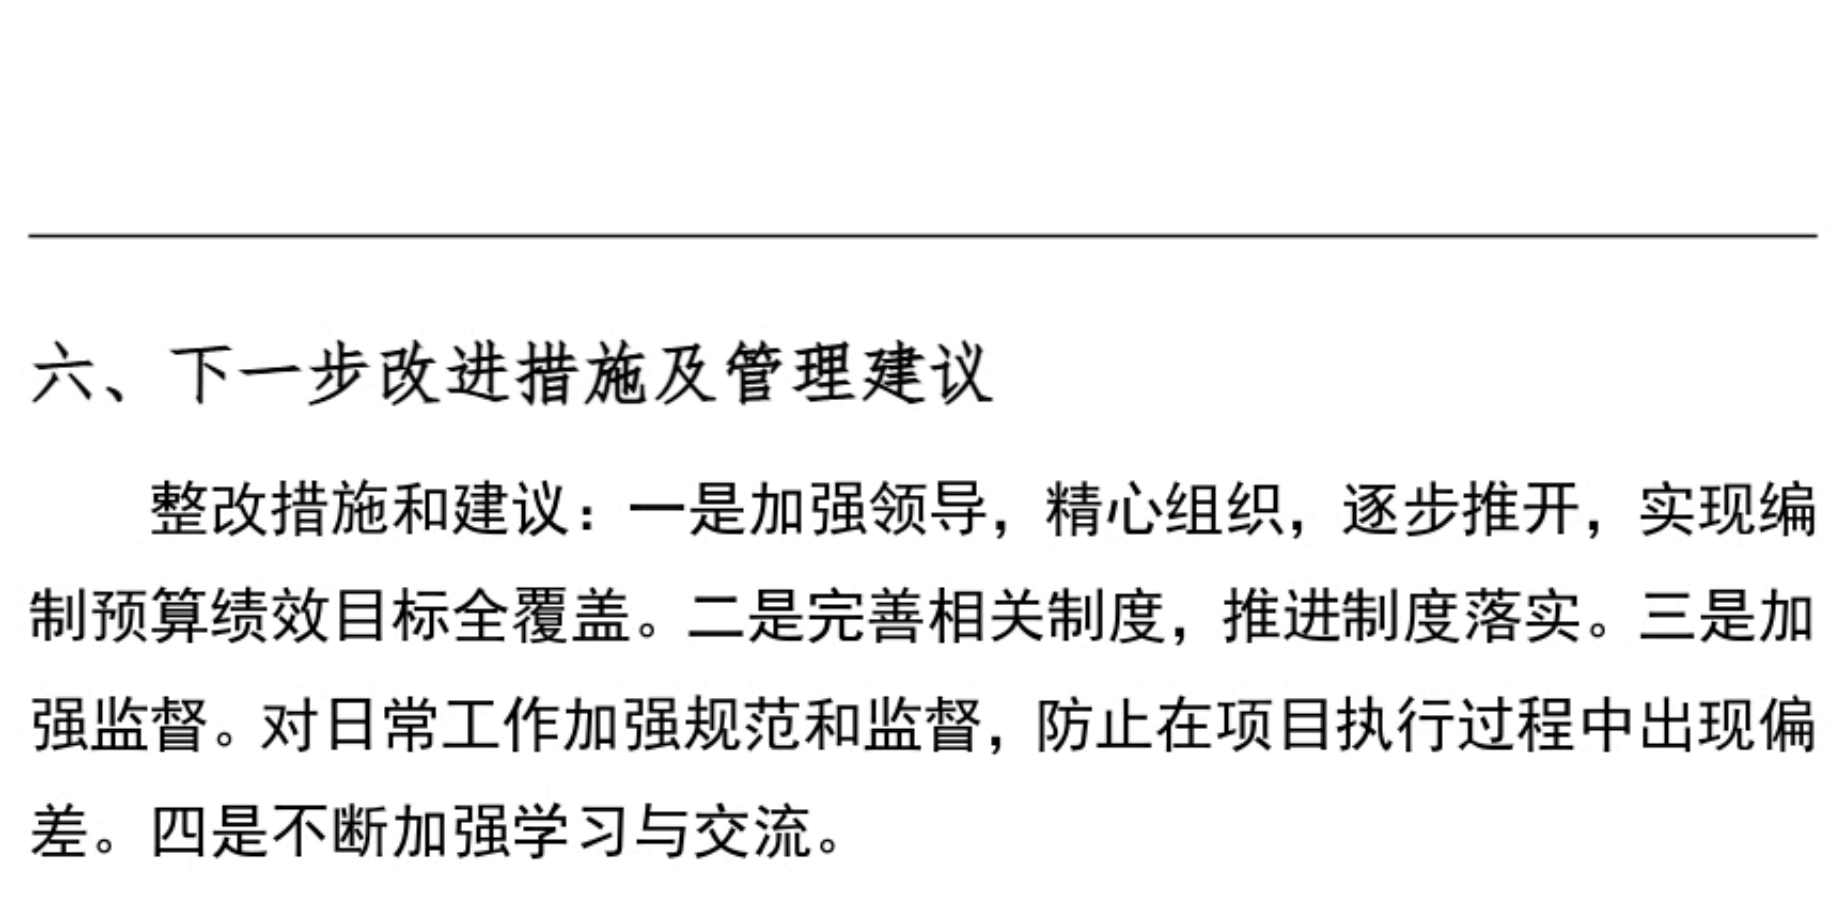 六、下一步改进措施及管理建议
整改措施和建议：一是加强领导，精心组织，逐步推开，实现编
制预算绩效目标全覆盖。二是完善相关制度，推进制度落实。三是加
强监督。对日常工作加强规范和监督，防止在项目执行过程中出现偏
差。四是不断加强学习与交流。